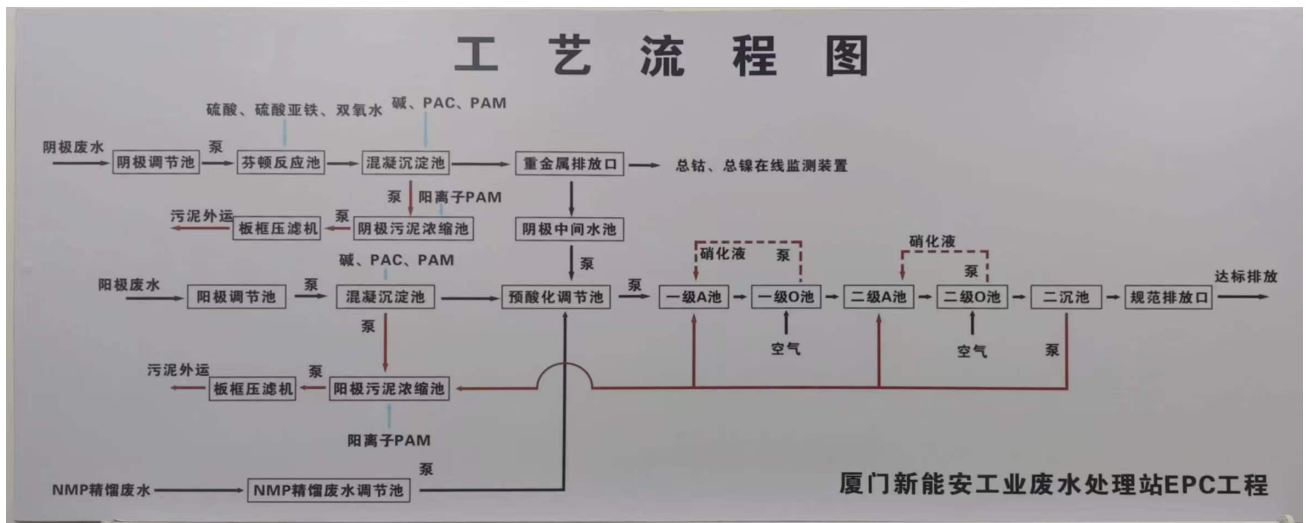 工艺流程图
硫酸、硫酸亚铁、双氧水
碱、PAC、PAM
阴极废水
阴极调节池
泵
芬顿反应池
混凝沉淀池
重金属排放口
总钴、总镍在线监测装置
泵
阳离子PAM
污泥外运
板框压滤机
泵
阴极污泥浓缩池
阴极中间水池
碱、PAC、PAM
泵
硝化液
泵
硝化液
泵
阳极废水
阳极调节池
泵
混凝沉淀池
预酸化调节池
泵
一级A池
一级O池
二级A池
二级O池
二沉池
规范排放口
达标排放
泵
空气
空气
泵
污泥外运
板框压滤机
泵
阳极污泥浓缩池
阳离子PAM
NMP精馏废水
NMP精馏废水调节池
泵
厦门新能安工业废水处理站EPC工程